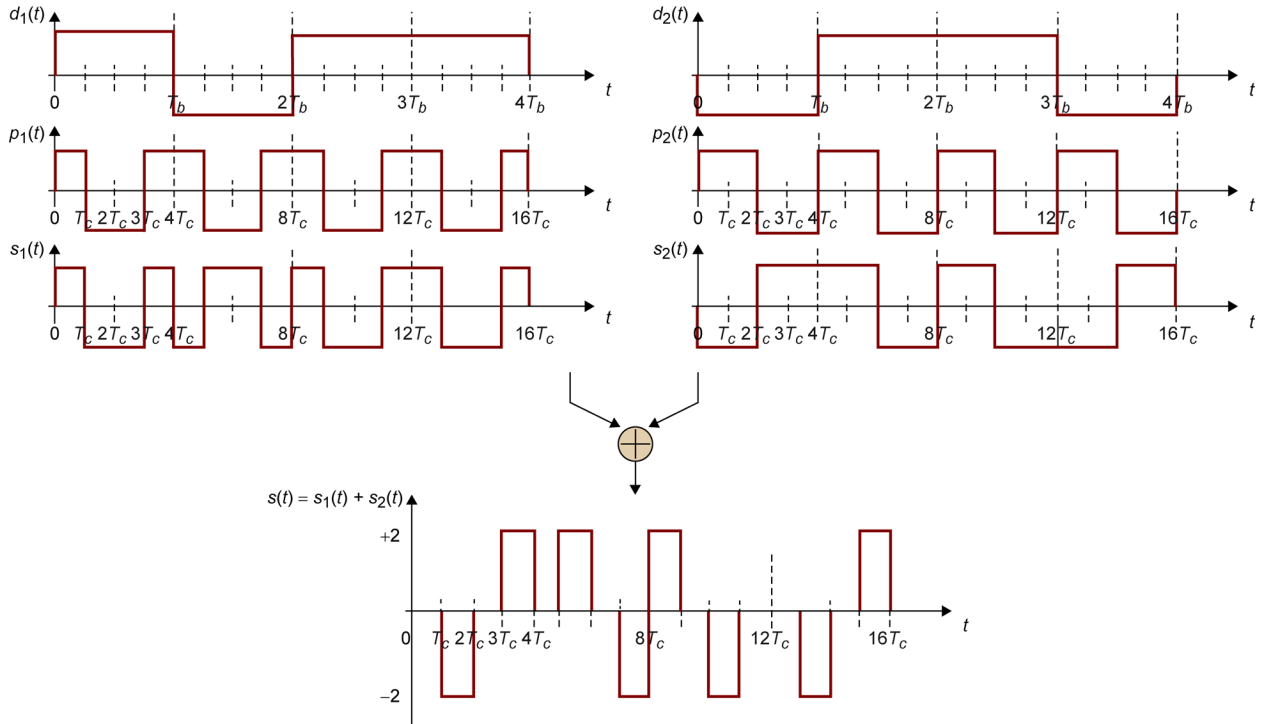 d1(t)
0 Tb 2Tb 3Tb 4Tb t
p1(t)
0 Tc 2Tc 3Tc 4Tc 8Tc 12Tc 16Tc t
s1(t)
0 Tc 2Tc 3Tc 4Tc 8Tc 12Tc 16Tc t
d2(t)
0 Tb 2Tb 3Tb 4Tb t
p2(t)
0 Tc 2Tc 3Tc 4Tc 8Tc 12Tc 16Tc t
s2(t)
0 Tc 2Tc 3Tc 4Tc 8Tc 12Tc 16Tc t
s(t) = s1(t) + s2(t)
+2
0 Tc 2Tc 3Tc 4Tc 8Tc 12Tc 16Tc t
−2